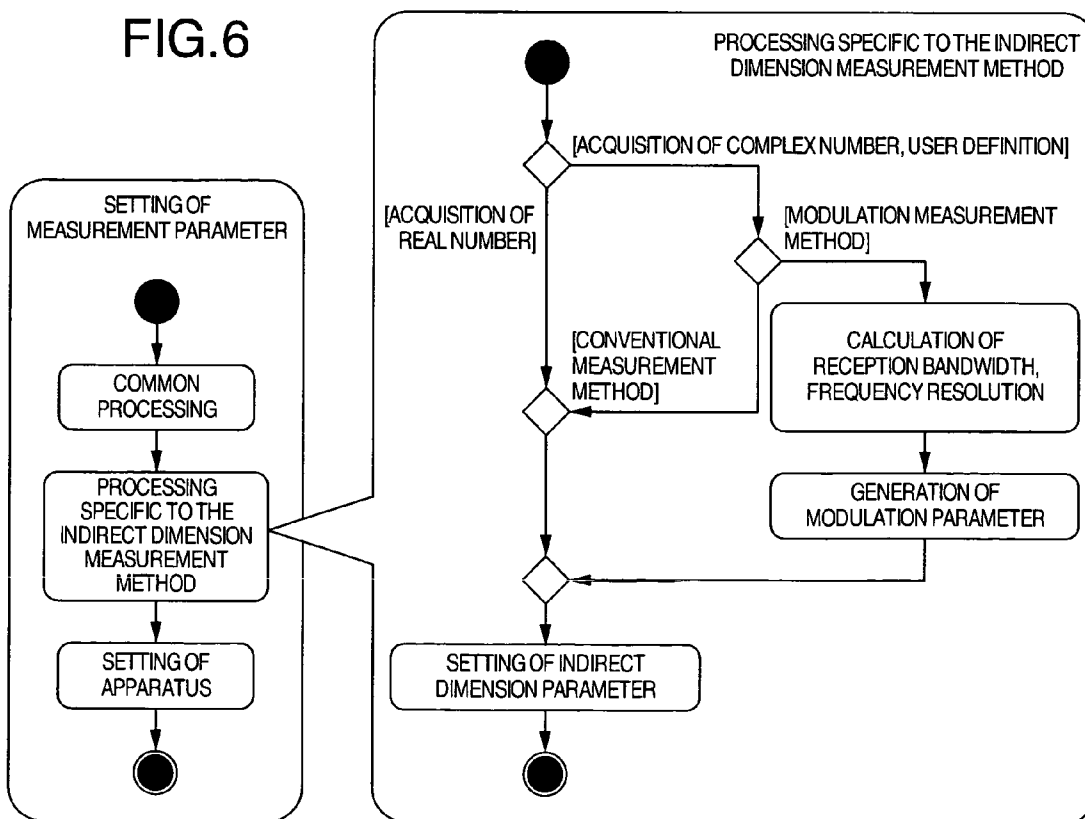 FIG.6
SETTING OF
MEASUREMENT PARAMETER
COMMON
PROCESSING
PROCESSING
SPECIFIC TO THE
INDIRECT DIMENSION
MEASUREMENT
METHOD
SETTING OF
APPARATUS
PROCESSING SPECIFIC TO THE INDIRECT
DIMENSION MEASUREMENT METHOD
[ACQUISITION OF COMPLEX NUMBER, USER DEFINITION]
[ACQUISITION OF
REAL NUMBER]
[MODULATION MEASUREMENT
METHOD]
[CONVENTIONAL
MEASUREMENT
METHOD]
CALCULATION OF
RECEPTION BANDWIDTH,
FREQUENCY RESOLUTION
GENERATION OF
MODULATION PARAMETER
SETTING OF INDIRECT
DIMENSION PARAMETER